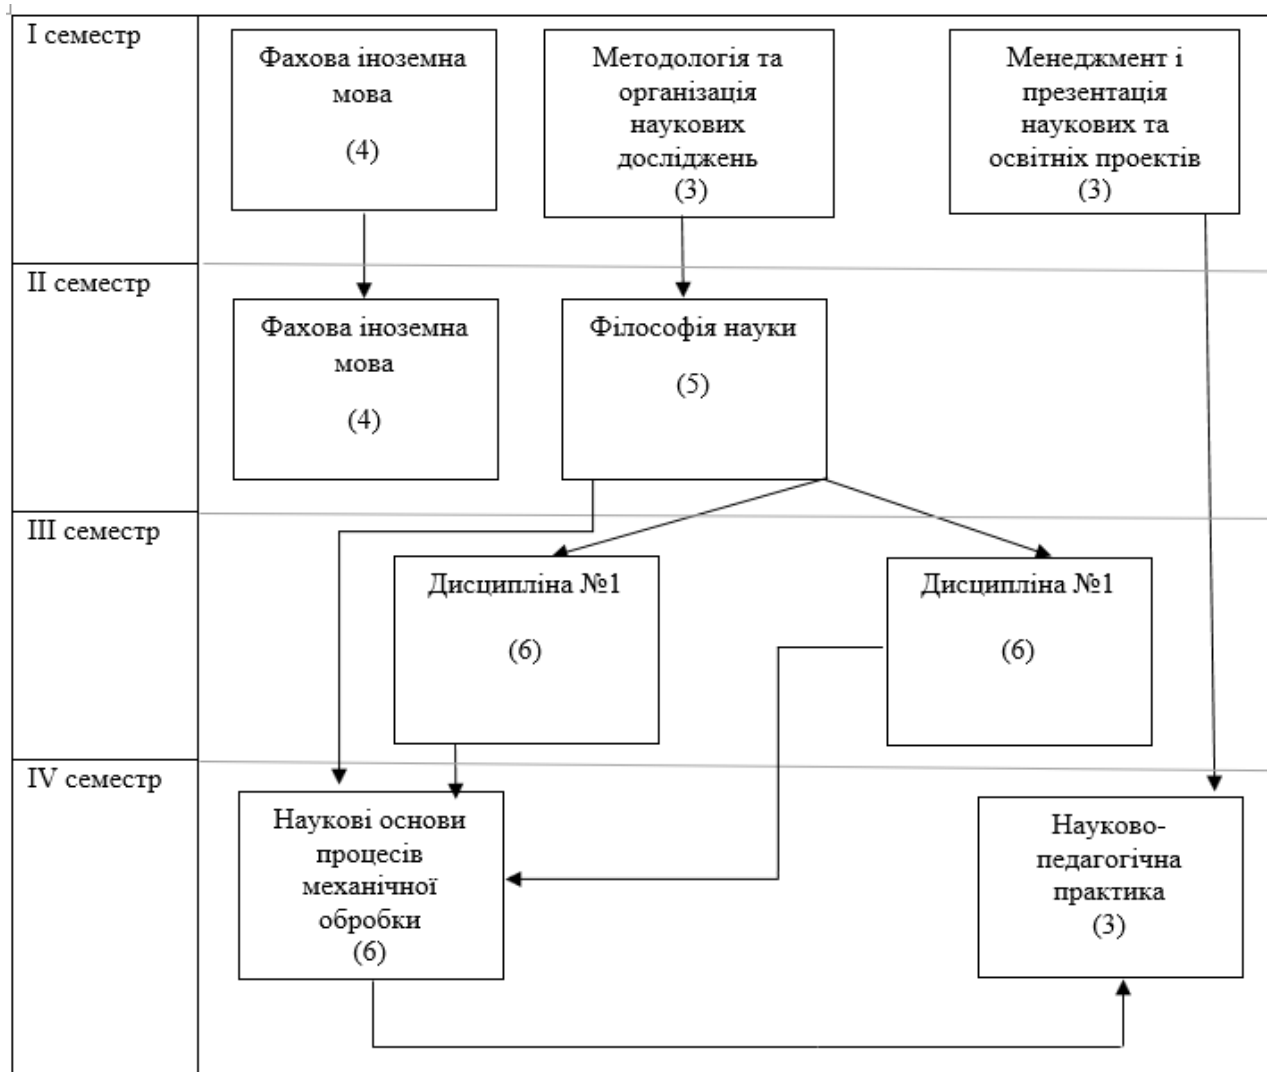 І семестр
Фахова іноземна
мова
(4)
Методологія та
організація
наукових
досліджень
(3)
Менеджмент і
презентація
наукових та
освітніх проектів
(3)
ІІ семестр
Фахова іноземна
мова
(4)
Філософія науки
(5)
ІІІ семестр
Дисципліна №1
(6)
Дисципліна №1
(6)
IV семестр
Наукові основи
процесів
механічної
обробки
(6)
Науково-
педагогічна
практика
(3)